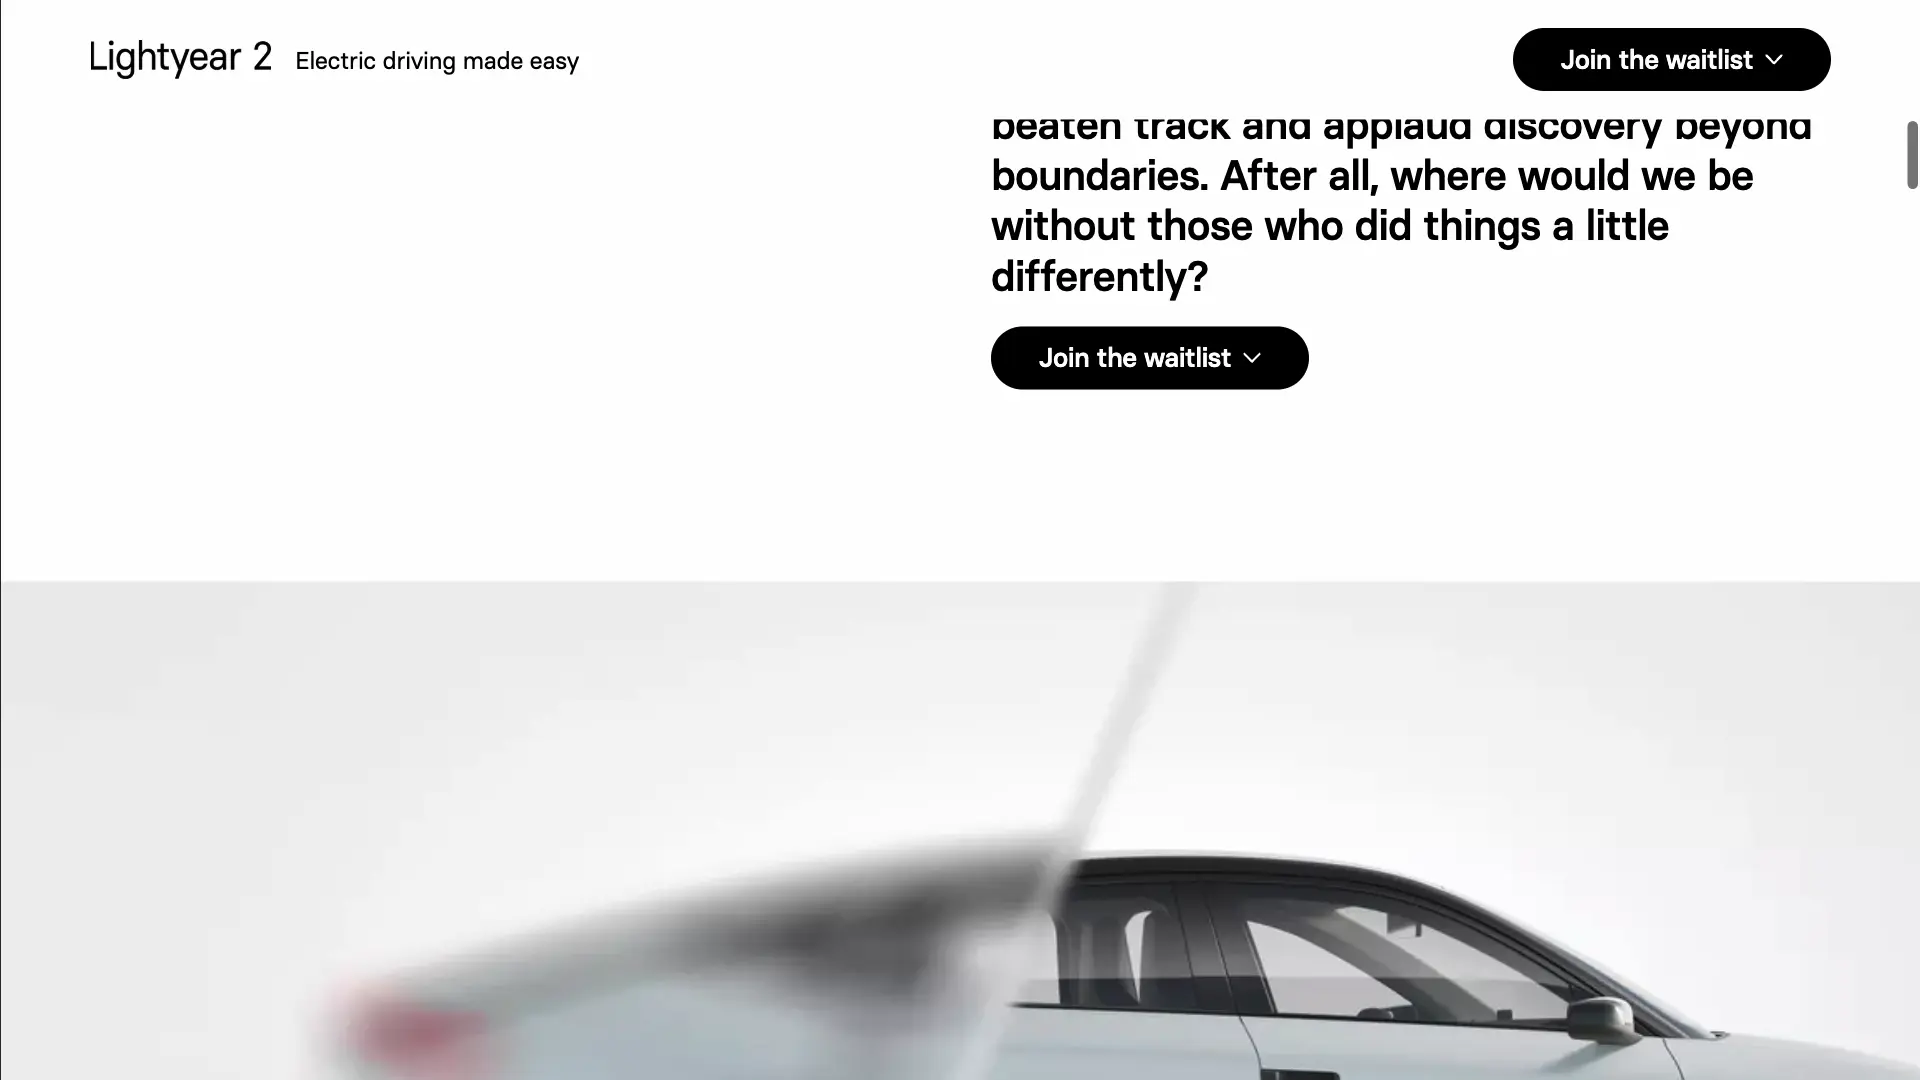 Lightyear 2 Electric driving made easy
Join the waitlist
beaten track and applaud discovery beyond
boundaries. After all, where would we be
without those who did things a little
differently?
Join the waitlist